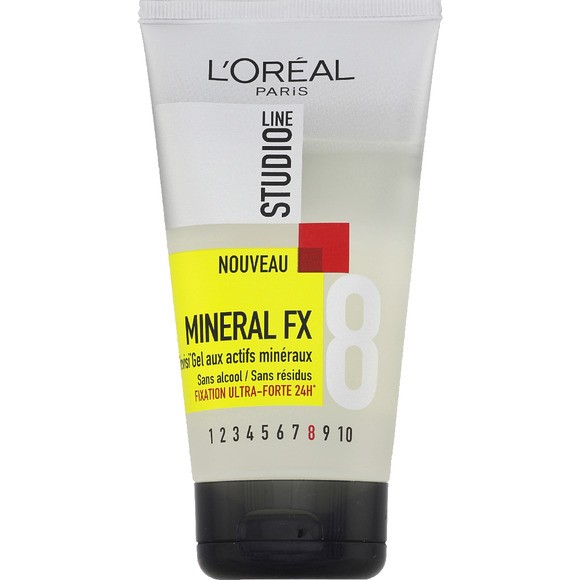 L'ORÉAL
PARIS
STUDIO LINE
NOUVEAU
MINERAL FX
8
Gel aux actifs minéraux
Sans alcool / Sans résidus
FIXATION ULTRA-FORTE 24H*
1 2 3 4 5 6 7 8 9 10